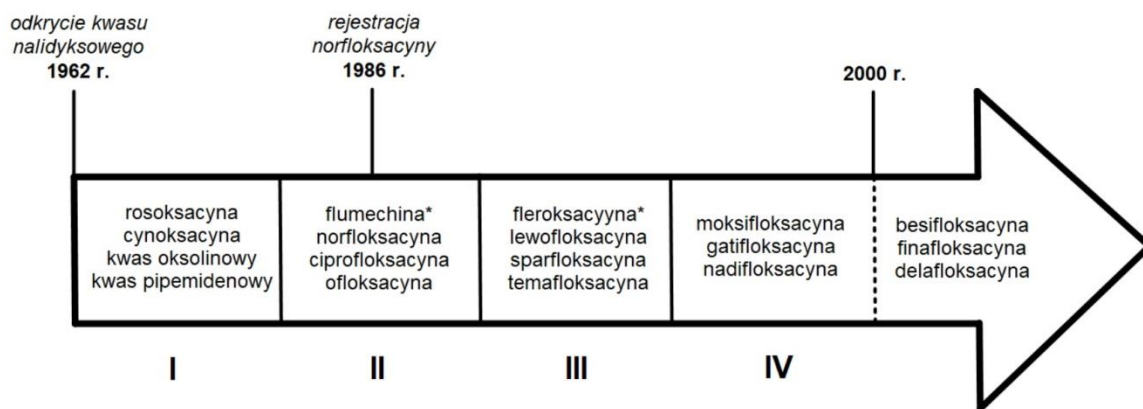 odkrycie kwasu
nalidyksowego
1962 r.
rejestracja
norfloksacyny
1986 r.
2000 r.
rosoksacyna
cynoksacyna
kwas oksolinowy
kwas pipemidenowy
flumechina*
norfloksacyna
ciprofloksacyna
ofloksacyna
fleroksacyyna*
lewofloksacyna
sparfloksacyna
temafloksacyna
moksifloksacyna
gatifloksacyna
nadifloksacyna
besifloksacyna
finafloksacyna
delafloksacyna
I
II
III
IV